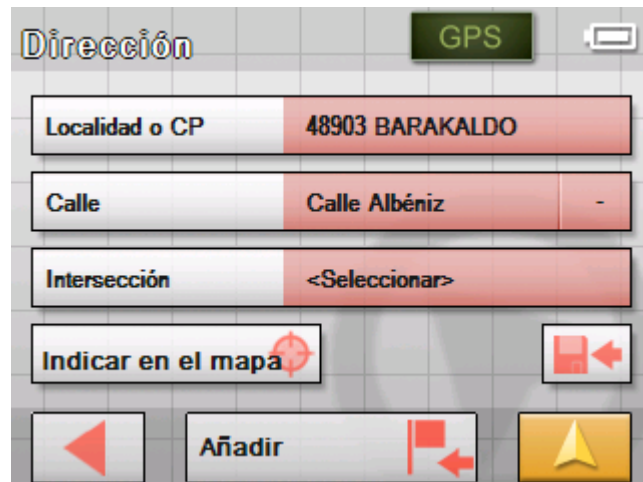 Dirección
GPS
Localidad o CP
48903 BARAKALDO
Calle
Calle Albéniz
-
Intersección
<Seleccionar>
Indicar en el mapa
Añadir